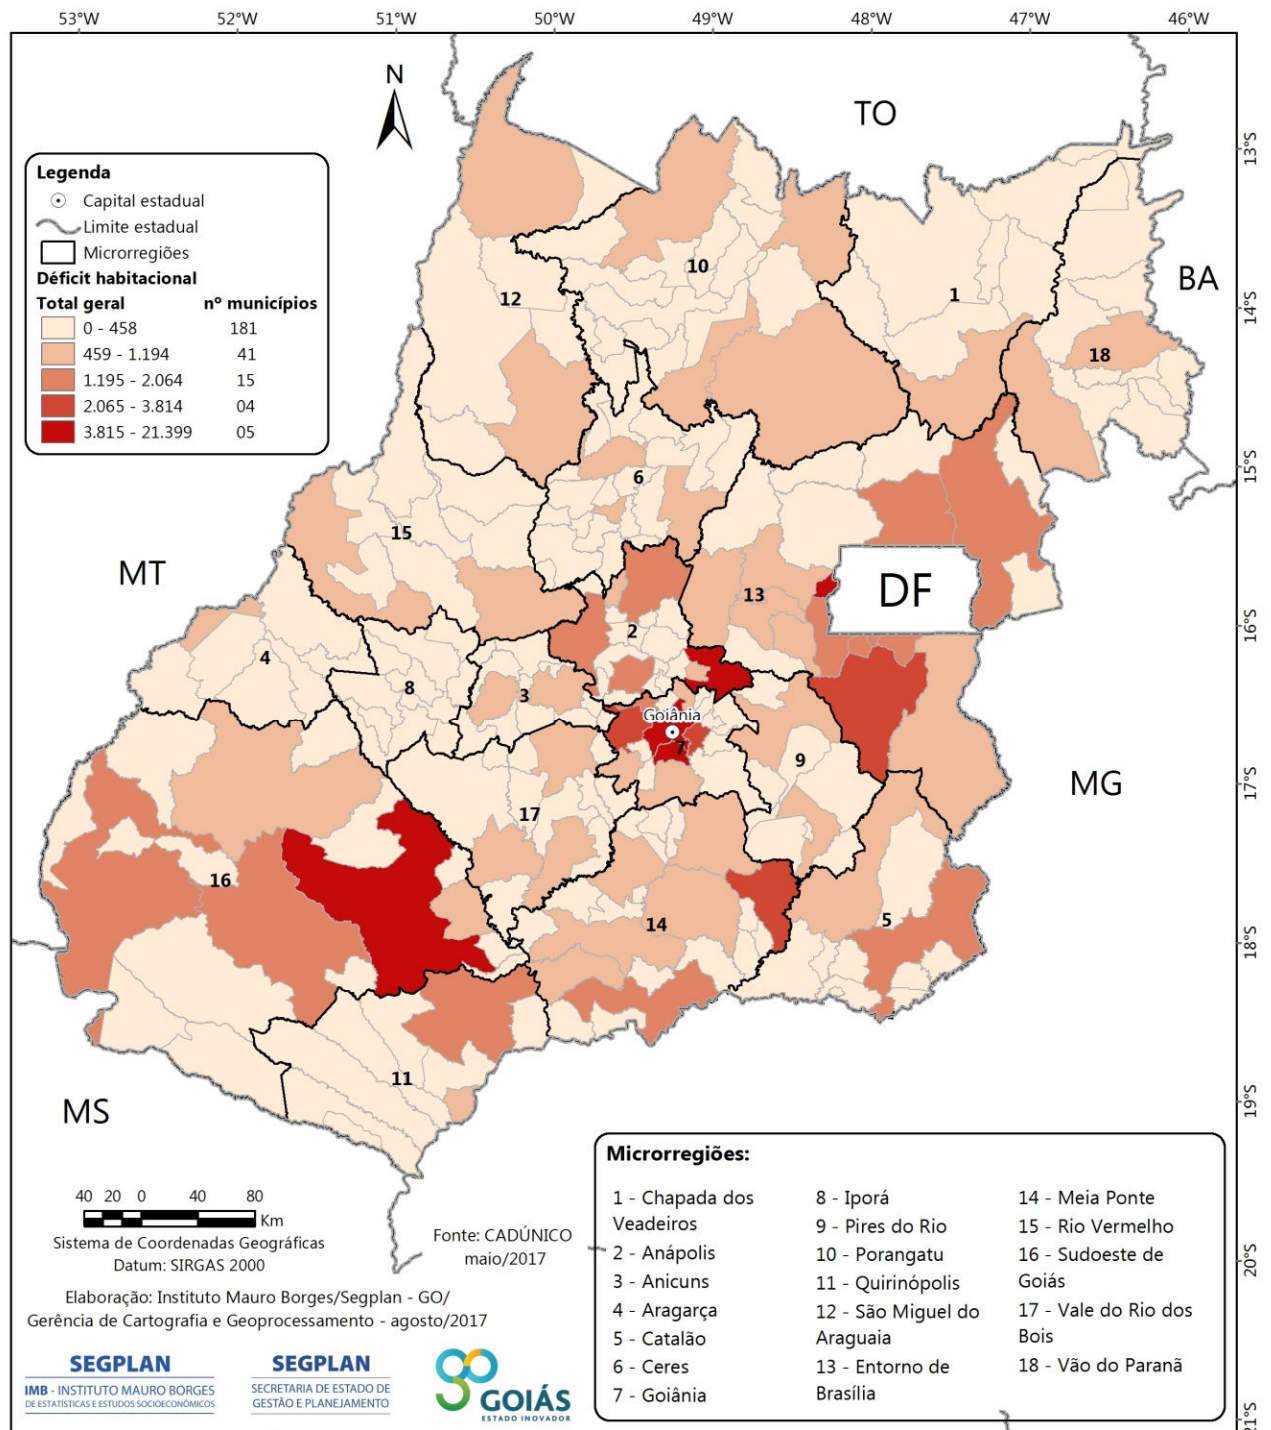 53°W 52°W 51°W 50°W 49°W 48°W 47°W 46°W
N
TO
13°S
Legenda
Capital estadual
Limite estadual
Microrregiões
Déficit habitacional
Total geral nº municípios
0 - 458 181
459 - 1.194 41
1.195 - 2.064 15
2.065 - 3.814 04
3.815 - 21.399 05
10
12
1
BA
14°S
18
15°S
6
15
MT
DF
13
16°S
2
4
8
3
Goiânia
7
9
MG
17°S
17
16
14
5
18°S
11
MS
19°S
40 20 0 40 80
Km
Sistema de Coordenadas Geográficas
Datum: SIRGAS 2000
Fonte: CADÚNICO
maio/2017
20°S
Elaboração: Instituto Mauro Borges/Segplan - GO/
Gerência de Cartografia e Geoprocessamento - agosto/2017
SEGPLAN
IMB - INSTITUTO MAURO BORGES
DE ESTATÍSTICAS E ESTUDOS SOCIOECONÔMICOS
SEGPLAN
SECRETARIA DE ESTADO DE
GESTÃO E PLANEJAMENTO
GOIÁS
ESTADO INOVADOR
Microrregiões:
1 - Chapada dos
Veadeiros
2 - Anápolis
3 - Anicuns
4 - Aragarça
5 - Catalão
6 - Ceres
7 - Goiânia
8 - Iporá
9 - Pires do Rio
10 - Porangatu
11 - Quirinópolis
12 - São Miguel do
Araguaia
13 - Entorno de
Brasília
14 - Meia Ponte
15 - Rio Vermelho
16 - Sudoeste de
Goiás
17 - Vale do Rio dos
Bois
18 - Vão do Paranã
21°S